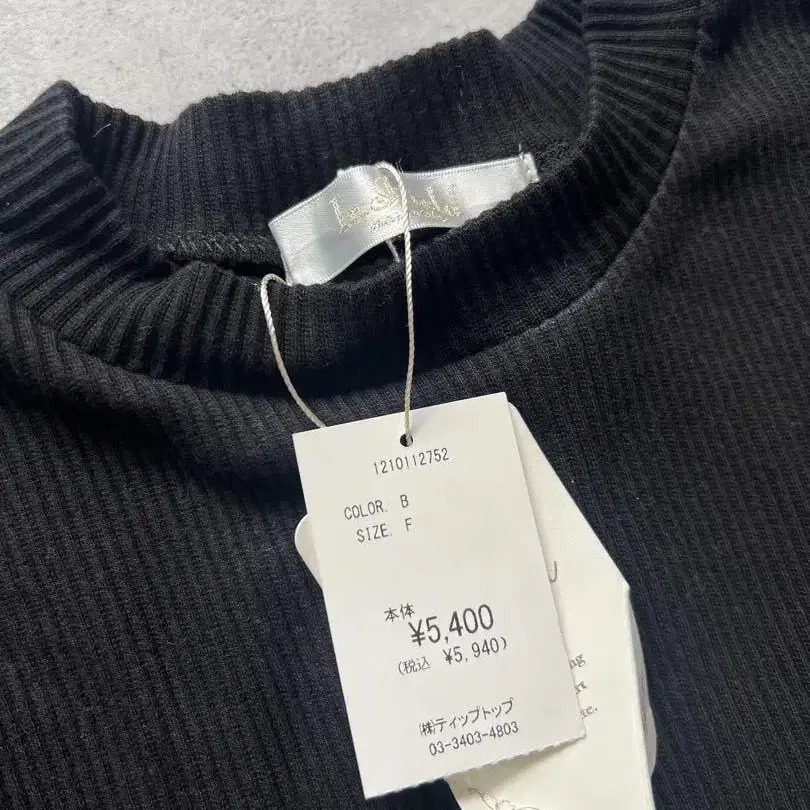 1210112752
COLOR. B
SIZE. F
本体
¥5,400
(税込 ¥5,940)
(株)ティップトップ
03-3403-4803